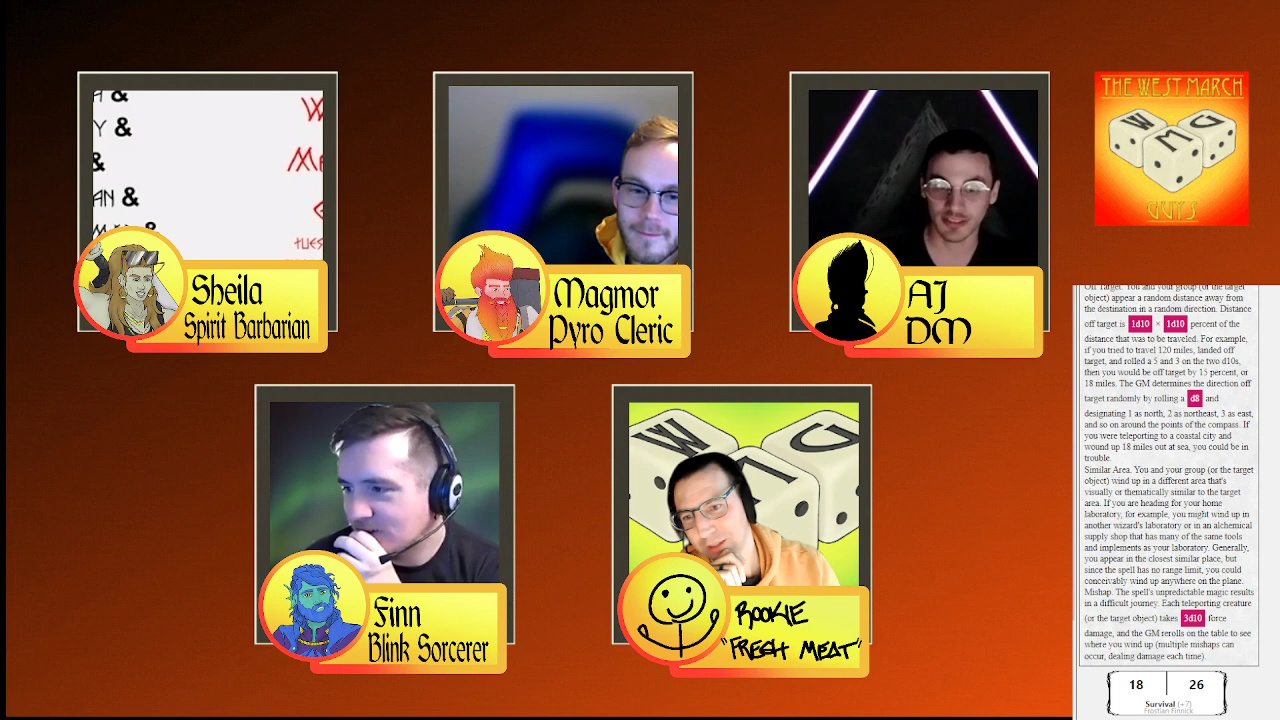 &
Y &
&
AN &
TUES
Sheila
Spirit Barbarian
Magmor
Pyro Cleric
AJ
DM
THE WEST MARCH
W M G
GUYS
Finn
Blink Sorcerer
W M G
ROOKIE
"FRESH MEAT"
Off Target. You and your group (or the target
object) appear a random distance away from
the destination in a random direction. Distance
off target is 1d10 × 1d10 percent of the
distance that was to be traveled. For example,
if you tried to travel 120 miles, landed off
target, and rolled a 5 and 3 on the two d10s,
then you would be off target by 15 percent, or
18 miles. The GM determines the direction off
target randomly by rolling a d8 and
designating 1 as north, 2 as northeast, 3 as east,
and so on around the points of the compass. If
you were teleporting to a coastal city and
wound up 18 miles out at sea, you could be in
trouble.
Similar Area. You and your group (or the target
object) wind up in a different area that's
visually or thematically similar to the target
area. If you are heading for your home
laboratory, for example, you might wind up in
another wizard's laboratory or in an alchemical
supply shop that has many of the same tools
and implements as your laboratory. Generally,
you appear in the closest similar place, but
since the spell has no range limit, you could
conceivably wind up anywhere on the plane.
Mishap. The spell's unpredictable magic results
in a difficult journey. Each teleporting creature
(or the target object) takes 3d10 force
damage, and the GM rerolls on the table to see
where you wind up (multiple mishaps can
occur, dealing damage each time).
18 26
Survival (+7)
Frostian Finnick